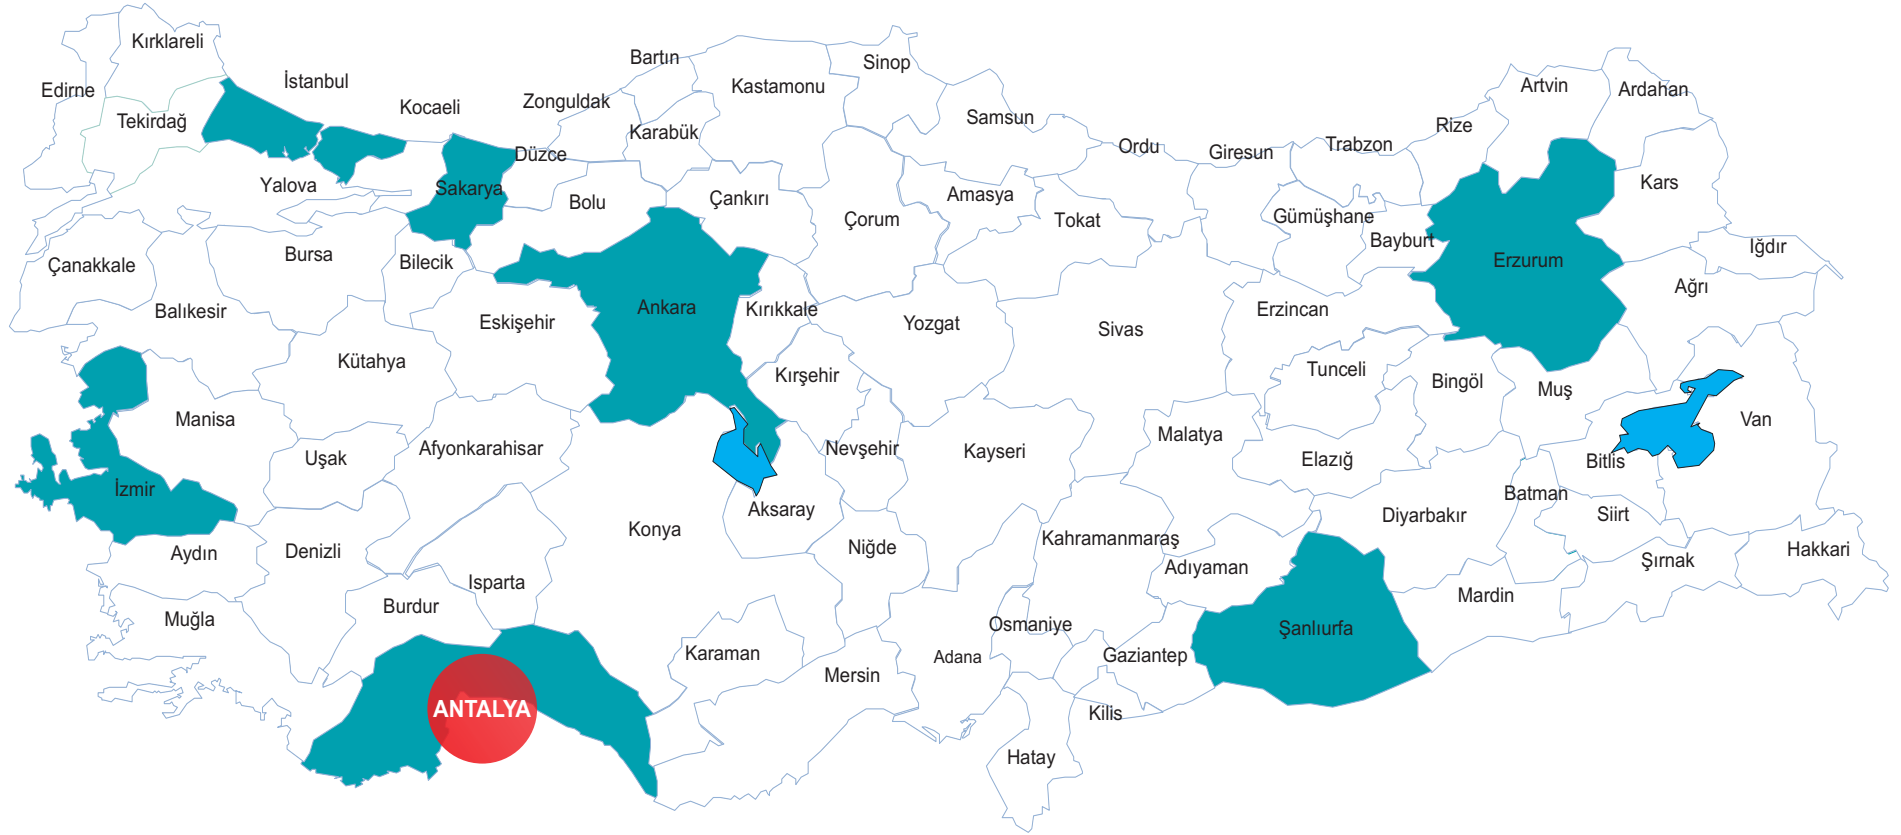 Kırklareli
Edirne
Tekirdağ
İstanbul
Kocaeli
Yalova
Sakarya
Düzce
Zonguldak
Bartın
Karabük
Kastamonu
Sinop
Samsun
Ordu
Giresun
Trabzon
Rize
Artvin
Ardahan
Kars
Iğdır
Ağrı
Erzurum
Bayburt
Gümüşhane
Tokat
Amasya
Çorum
Çankırı
Bolu
Bilecik
Bursa
Çanakkale
Balıkesir
Kütahya
Eskişehir
Ankara
Kırıkkale
Yozgat
Sivas
Erzincan
Tunceli
Bingöl
Muş
Van
Bitlis
Batman
Siirt
Şırnak
Hakkari
Mardin
Diyarbakır
Elazığ
Malatya
Kayseri
Nevşehir
Kırşehir
Aksaray
Konya
Afyonkarahisar
Uşak
Manisa
İzmir
Aydın
Denizli
Muğla
Burdur
Isparta
ANTALYA
Karaman
Mersin
Niğde
Adana
Osmaniye
Kahramanmaraş
Adıyaman
Şanlıurfa
Gaziantep
Kilis
Hatay